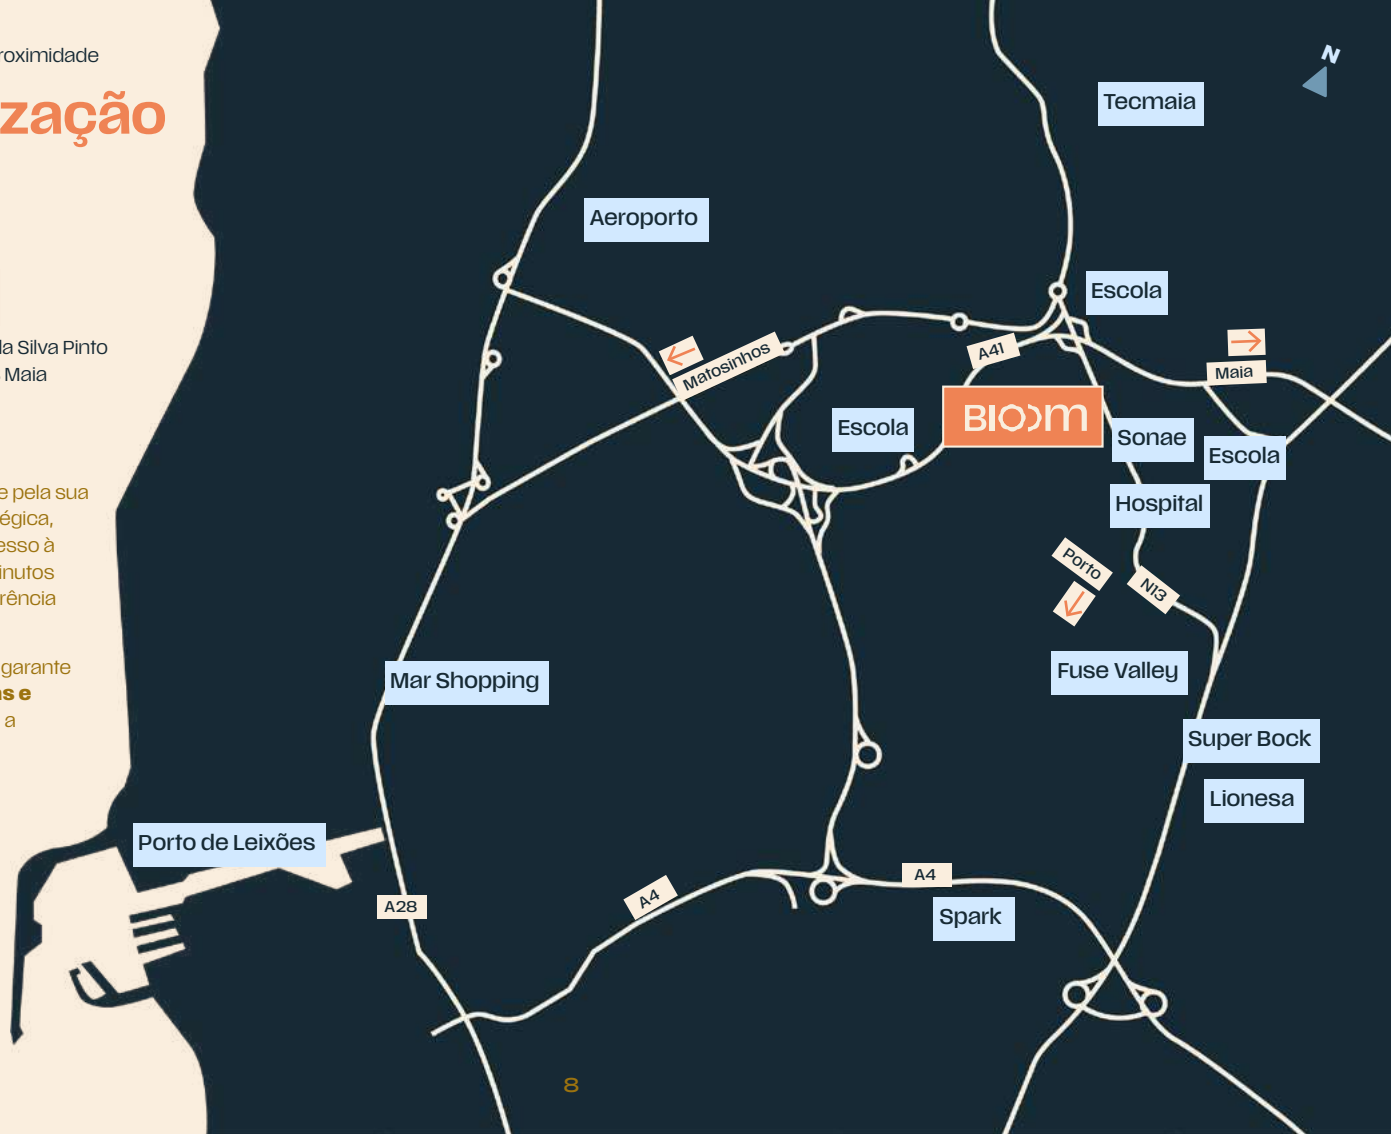 roximidade
zação
la Silva Pinto
Maia
e pela sua
égica,
esso à
inutos
rência
garante
as e
a
N
Tecmaia
Aeroporto
Escola
Matosinhos
A41
Maia
BLOOM
Escola
Sonae
Escola
Hospital
Porto
N13
Fuse Valley
Mar Shopping
Super Bock
Lionesa
Porto de Leixões
A28
A4
A4
Spark
8